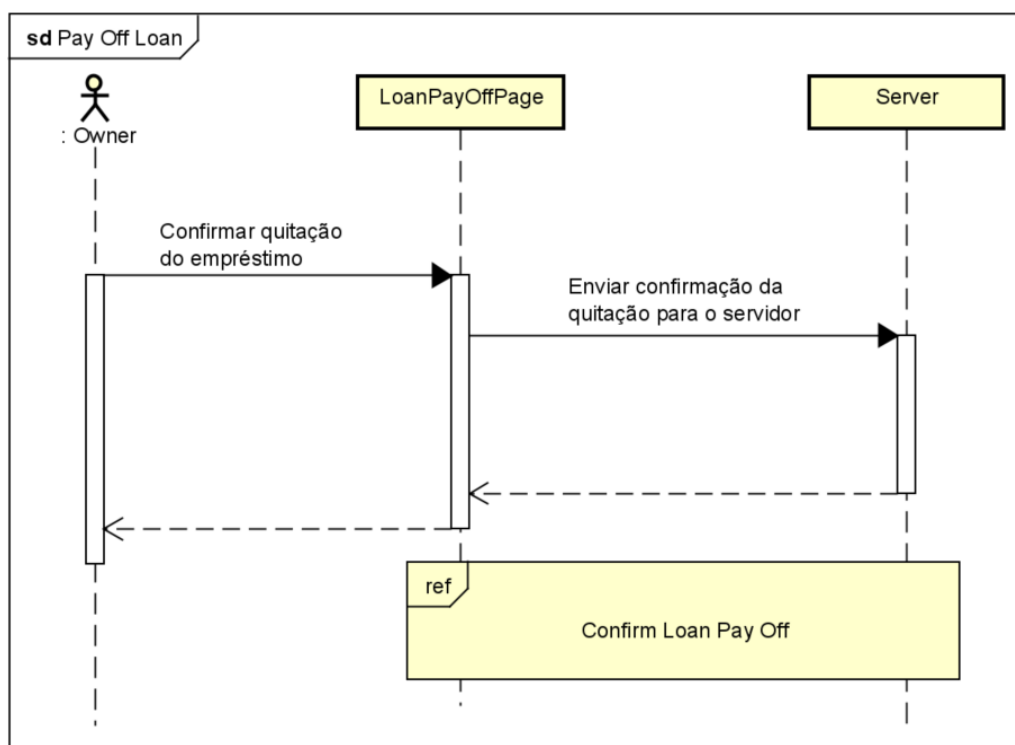 sd Pay Off Loan
: Owner
LoanPayOffPage
Server
Confirmar quitação
do empréstimo
Enviar confirmação da
quitação para o servidor
ref
Confirm Loan Pay Off